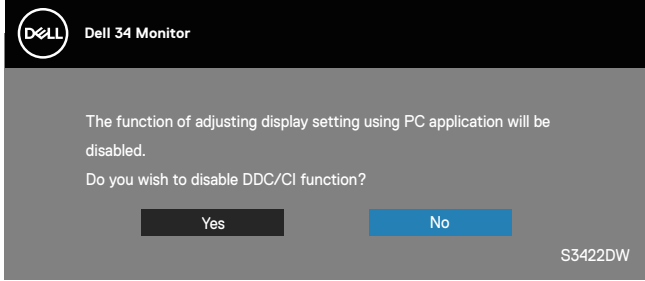 DELL
Dell 34 Monitor
The function of adjusting display setting using PC application will be
disabled.
Do you wish to disable DDC/CI function?
Yes No
S3422DW